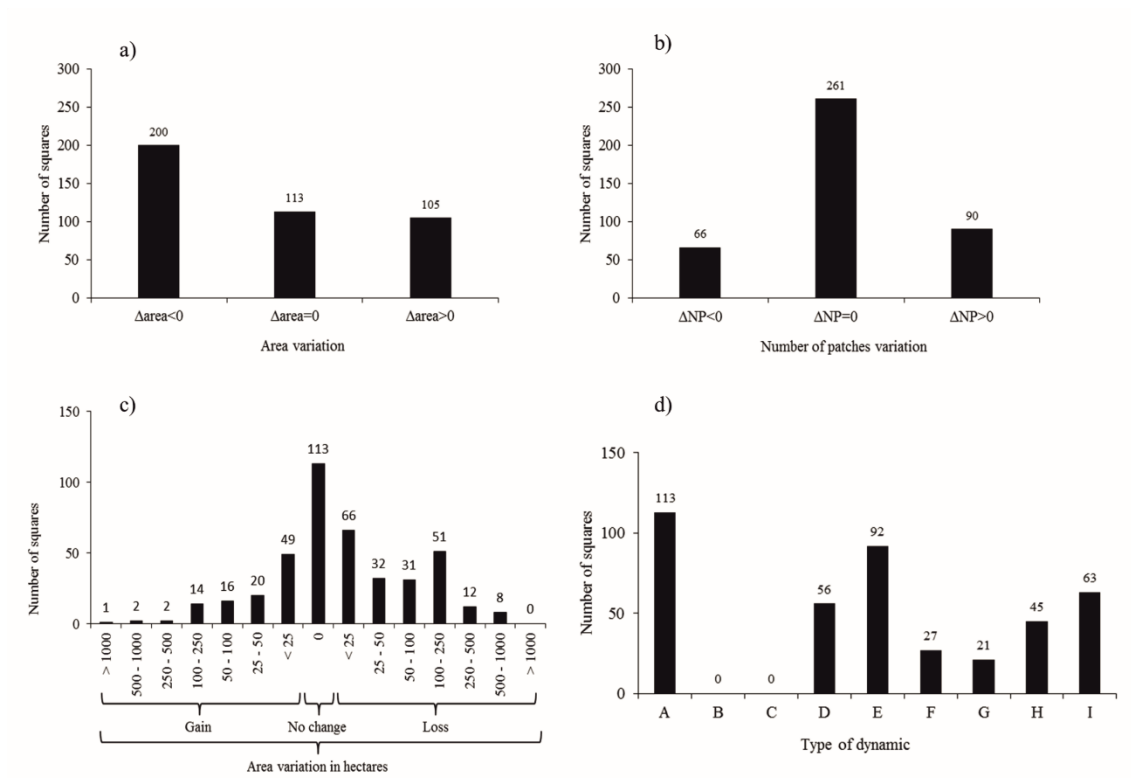 a)
Number of squares
300
250
200
150
100
50
0
200
113
105
Δarea<0 Δarea=0 Δarea>0
Area variation
b)
Number of squares
300
250
200
150
100
50
0
66
261
90
ΔNP<0 ΔNP=0 ΔNP>0
Number of patches variation
c)
Number of squares
150
100
50
0
1 2 2 14 16 20 49 113 66 32 31 51 12 8 0
> 1000
500 - 1000
250 - 500
100 - 250
50 - 100
25 - 50
< 25
0
< 25
25 - 50
50 - 100
100 - 250
250 - 500
500 - 1000
> 1000
Gain No change Loss
Area variation in hectares
d)
Number of squares
150
100
50
0
113 0 0 56 92 27 21 45 63
A B C D E F G H I
Type of dynamic